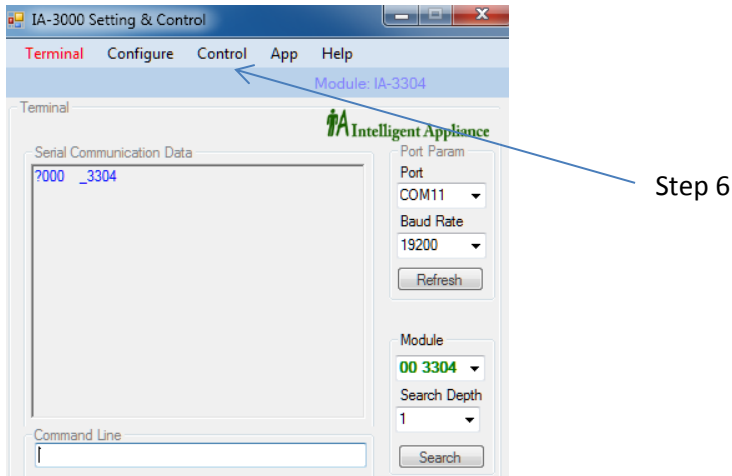 IA-3000 Setting & Control
Terminal Configure Control App Help
Module: IA-3304
Terminal
iA Intelligent Appliance
Serial Communication Data
?000 _3304
Port Param
Port
COM11
Step 6
Baud Rate
19200
Refresh
Module
00 3304
Search Depth
1
Command Line
Search